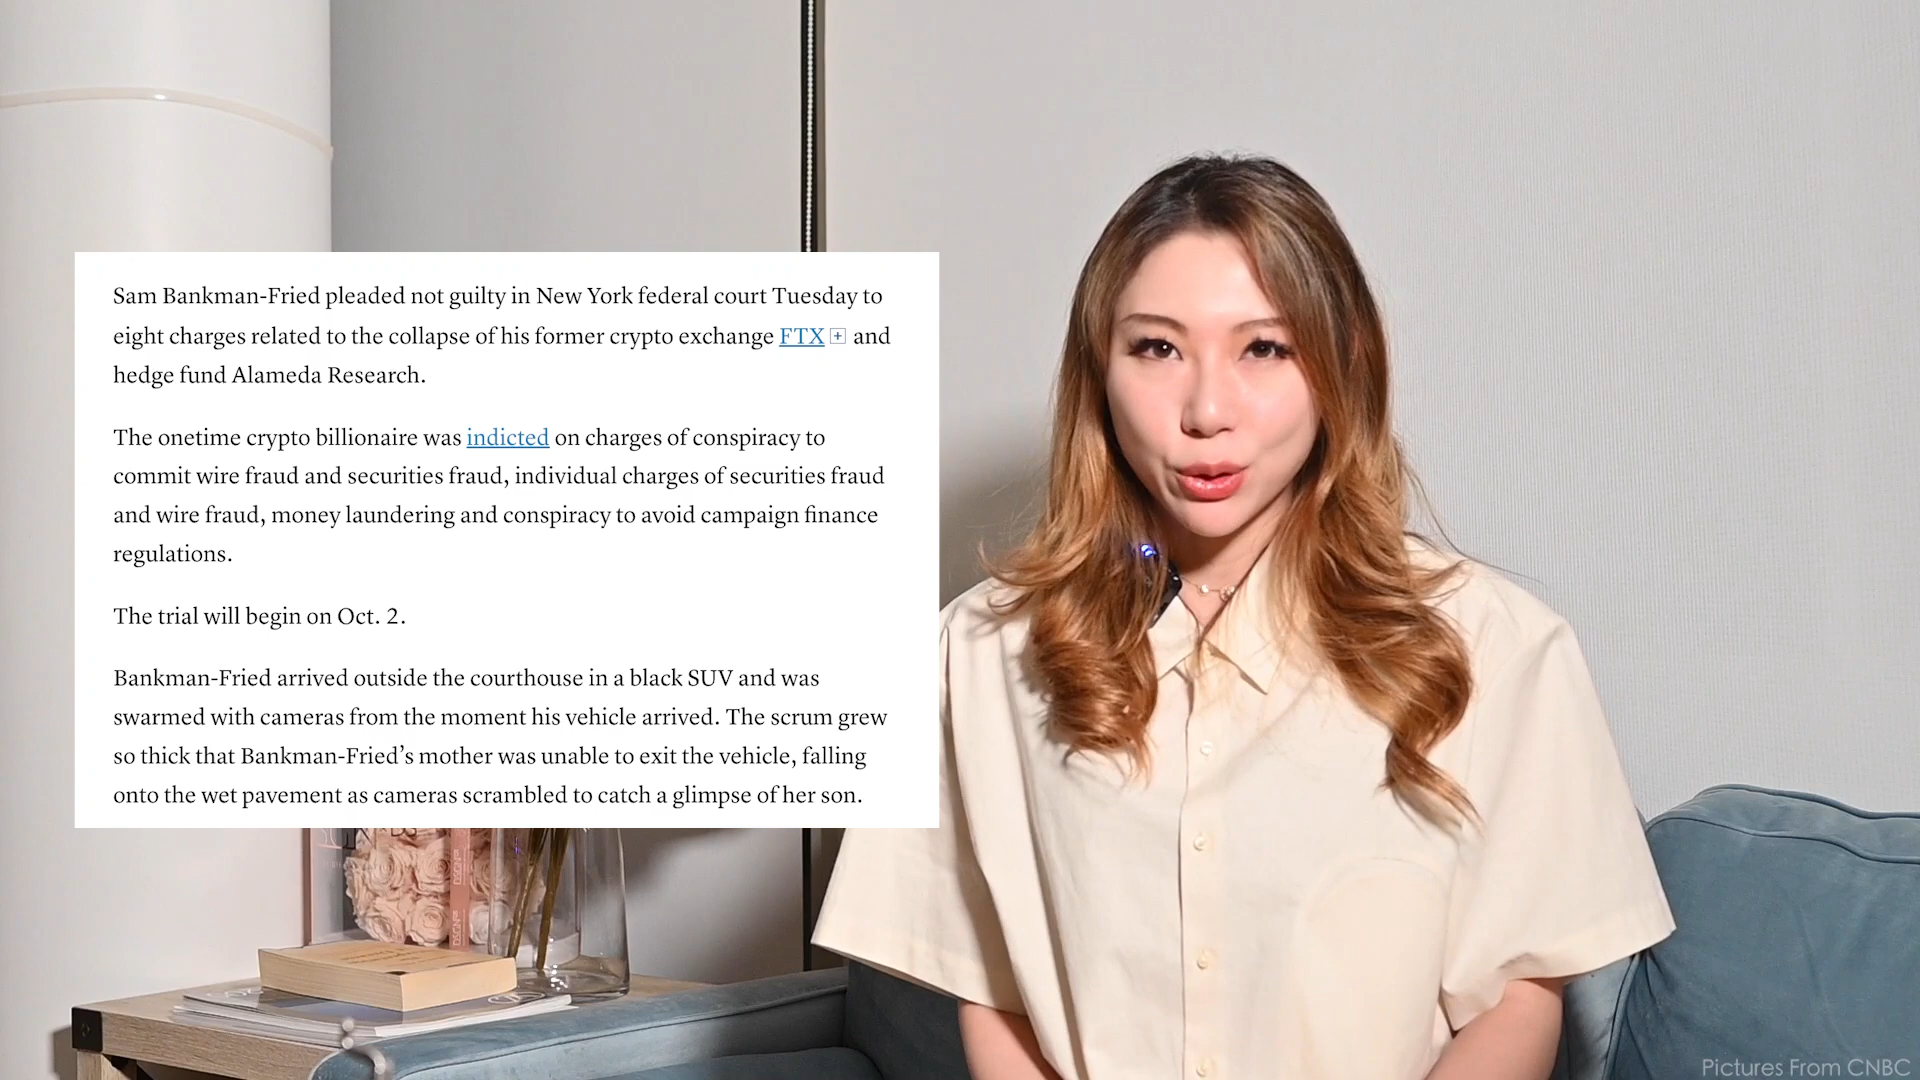 Sam Bankman-Fried pleaded not guilty in New York federal court Tuesday to
eight charges related to the collapse of his former crypto exchange FTX + and
hedge fund Alameda Research.
The onetime crypto billionaire was indicted on charges of conspiracy to
commit wire fraud and securities fraud, individual charges of securities fraud
and wire fraud, money laundering and conspiracy to avoid campaign finance
regulations.
The trial will begin on Oct. 2.
Bankman-Fried arrived outside the courthouse in a black SUV and was
swarmed with cameras from the moment his vehicle arrived. The scrum grew
so thick that Bankman-Fried’s mother was unable to exit the vehicle, falling
onto the wet pavement as cameras scrambled to catch a glimpse of her son.
Pictures From CNBC